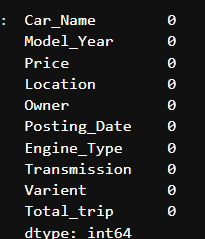 : Car_Name 0
Model_Year 0
Price 0
Location 0
Owner 0
Posting_Date 0
Engine_Type 0
Transmission 0
Varient 0
Total_trip 0
dtype: int64